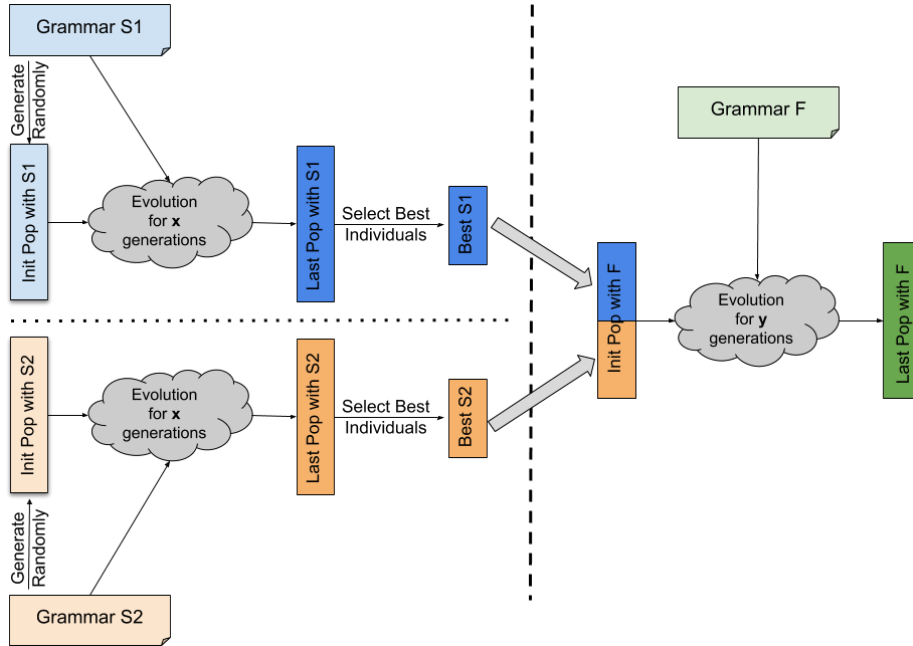 Grammar S1
Generate
Randomly
Init Pop with S1
Evolution
for x
generations
Last Pop with S1
Select Best
Individuals
Best S1
Init Pop with S2
Evolution
for x
generations
Last Pop with S2
Select Best
Individuals
Best S2
Generate
Randomly
Grammar S2
Grammar F
Init Pop with F
Evolution
for y
generations
Last Pop with F